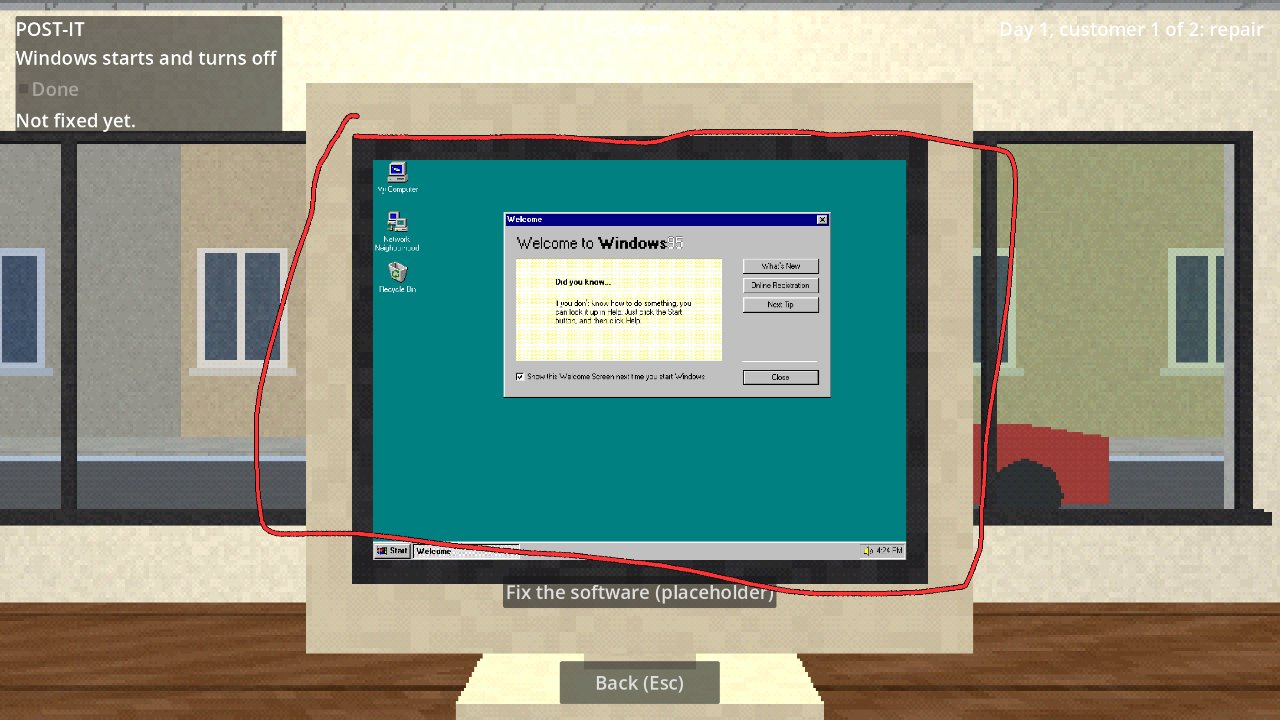 POST-IT
Windows starts and turns off
Done
Not fixed yet.
Day 1, customer 1 of 2: repair
My Computer
Network
Neighborhood
Recycle Bin
Welcome
Welcome to Windows95
Did you know...
If you don't know how to do something, you
can look it up in Help. Just click the Start
button, and then click Help.
What's New
Online Registration
Next Tip
Show this Welcome Screen next time you start Windows
Close
Start
Welcome
4:24 PM
Fix the software (placeholder)
Back (Esc)